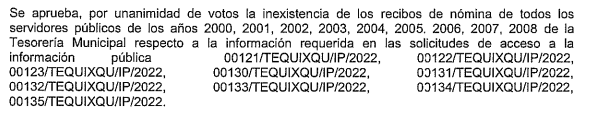 Se aprueba, por unanimidad de votos la inexistencia de los recibos de nómina de todos los
servidores públicos de los años 2000, 2001, 2002, 2003, 2004, 2005. 2006, 2007, 2008 de la
Tesorería Municipal respecto a la información requerida en las solicitudes de acceso a la
información pública 00121/TEQUIXQU/IP/2022, 00122/TEQUIXQU/IP/2022,
00123/TEQUIXQU/IP/2022, 00130/TEQUIXQU/IP/2022, 00131/TEQUIXQU/IP/2022,
00132/TEQUIXQU/IP/2022, 00133/TEQUIXQU/IP/2022, 00134/TEQUIXQU/IP/2022,
00135/TEQUIXQU/IP/2022.